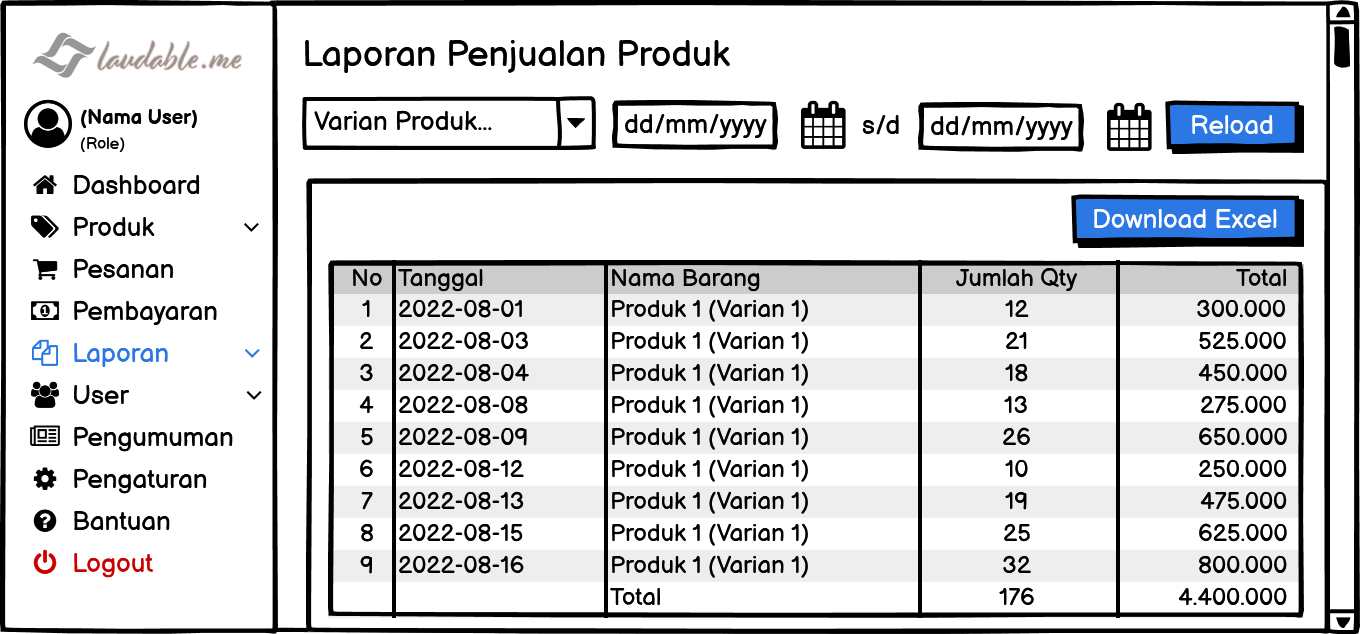 laudable.me
(Nama User)
(Role)
Dashboard
Produk
Pesanan
Pembayaran
Laporan
User
Pengumuman
Pengaturan
Bantuan
Logout
Laporan Penjualan Produk
Varian Produk... dd/mm/yyyy s/d dd/mm/yyyy Reload
Download Excel
No Tanggal Nama Barang Jumlah Qty Total
1 2022-08-01 Produk 1 (Varian 1) 12 300.000
2 2022-08-03 Produk 1 (Varian 1) 21 525.000
3 2022-08-04 Produk 1 (Varian 1) 18 450.000
4 2022-08-08 Produk 1 (Varian 1) 13 275.000
5 2022-08-09 Produk 1 (Varian 1) 26 650.000
6 2022-08-12 Produk 1 (Varian 1) 10 250.000
7 2022-08-13 Produk 1 (Varian 1) 19 475.000
8 2022-08-15 Produk 1 (Varian 1) 25 625.000
9 2022-08-16 Produk 1 (Varian 1) 32 800.000
Total 176 4.400.000